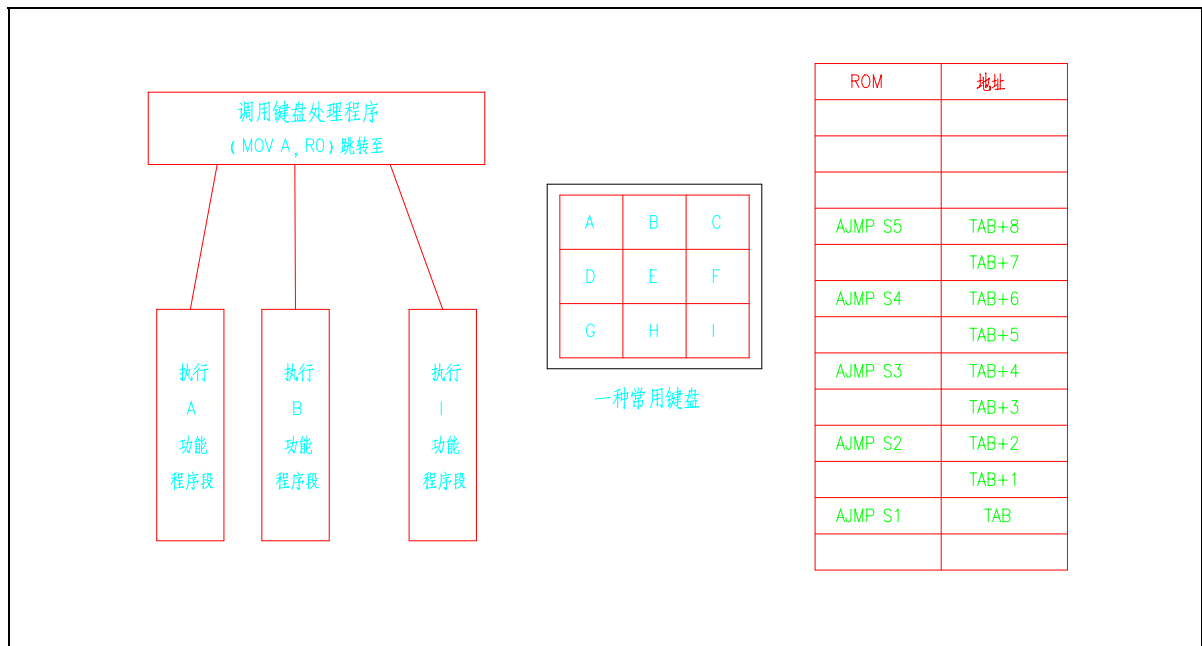 调用键盘处理程序
(MOV A, R0) 跳转至
执行
A
功能
程序段
执行
B
功能
程序段
执行
I
功能
程序段
A B C
D E F
G H I
一种常用键盘
ROM 地址
AJMP S5 TAB+8
TAB+7
AJMP S4 TAB+6
TAB+5
AJMP S3 TAB+4
TAB+3
AJMP S2 TAB+2
TAB+1
AJMP S1 TAB